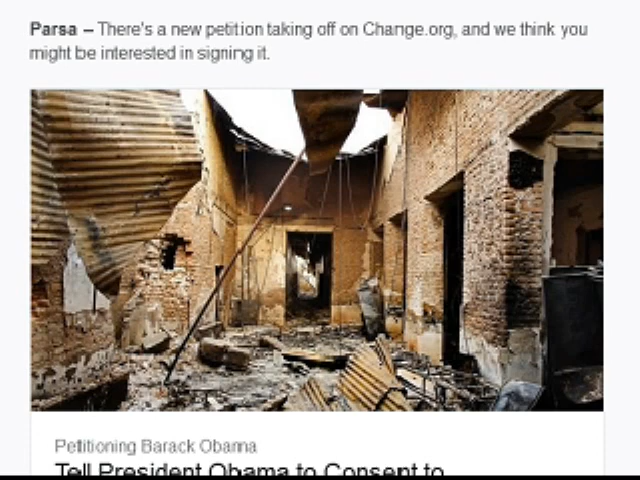 Parsa – There's a new petition taking off on Change.org, and we think you
might be interested in signing it.
Petitioning Barack Obama
Tell President Obama to Consent to